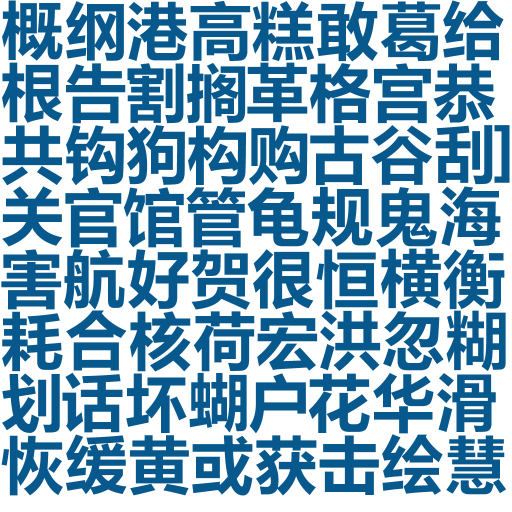 概纲港高糕敢葛给
根告割搁革格宫恭
共钩狗构购古谷刮]
关官馆管龟规鬼海
害航好贺很恒横衡
耗合核荷宏洪忽糊
划话坏蝴户花华滑
恢缓黄或获击绘慧